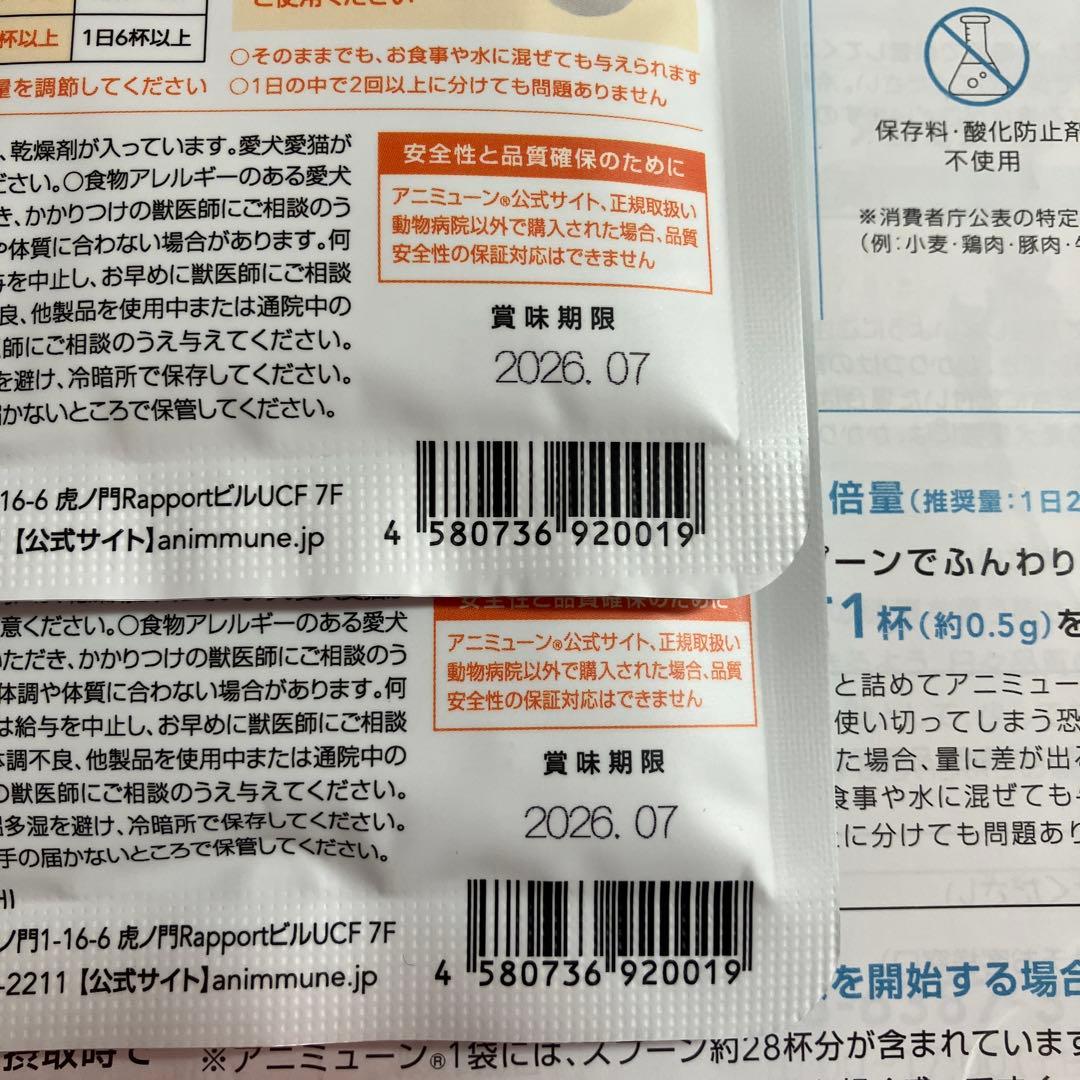 ご使用ください
杯以上 1日6杯以上
量を調節してください
○そのままでも、お食事や水に混ぜても与えられます
○1日の中で2回以上に分けても問題ありません
、乾燥剤が入っています。愛犬愛猫が
ださい。○食物アレルギーのある愛犬
き、かかりつけの獣医師にご相談のう
や体質に合わない場合があります。何
与を中止し、お早めに獣医師にご相談
良、他製品を使用中または通院中の
師にご相談のうえ与えてください。
を避け、冷暗所で保存してください。
届かないところで保管してください。
安全性と品質確保のために
アニミューン®公式サイト、正規取扱い
動物病院以外で購入された場合、品質
安全性の保証対応はできません
賞味期限
2026. 07
16-6 虎ノ門RapportビルUCF 7F
【公式サイト】animmune.jp
4 580736 920019
安全性と品質確保のために
意ください。○食物アレルギーのある愛犬
いただき、かかりつけの獣医師にご相談のう
体調や体質に合わない場合があります。何
は給与を中止し、お早めに獣医師にご相談
体調不良、他製品を使用中または通院中の
の獣医師にご相談のうえ与えてください。
温多湿を避け、冷暗所で保存してください。
手の届かないところで保管してください。
アニミューン®公式サイト、正規取扱い
動物病院以外で購入された場合、品質
安全性の保証対応はできません
賞味期限
2026. 07
HI
ノ門1-16-6 虎ノ門RapportビルUCF 7F
-2211【公式サイト】animmune.jp
4 580736 920019
保存料・酸化防止剤
不使用
※消費者庁公表の特定
(例:小麦・鶏肉・豚肉・牛
倍量(推奨量:1日2
プーンでふんわり
1杯(約0.5g)を
と詰めてアニミュー
使い切ってしまう恐
た場合、量に差が出
食事や水に混ぜても
に分けても問題あり
を開始する場合
摂取時で
※アニミューン®1袋には、スプーン約28杯分が含まれています